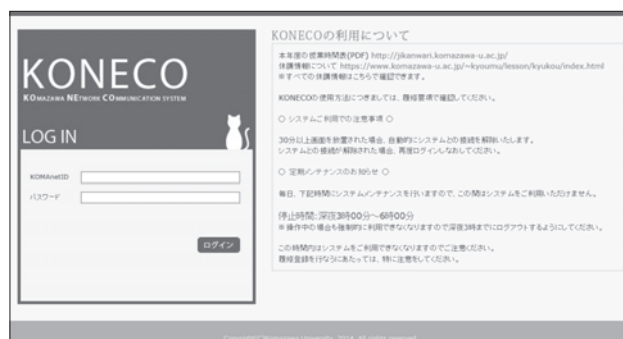 KONECO
KOMAZAWA NETWORK COMMUNICATION SYSTEM
LOG IN
KOMAnetID
パスワード
ログイン
KONECOの利用について
本年度の授業時間表(PDF) http://jikanwari.komazawa-u.ac.jp/
休講情報について https://www.komazawa-u.ac.jp/~kyoumu/lesson/kyukou/index.html
※すべての休講情報はこちらで確認できます。
KONECOの使用方法につきましては、履修要項で確認してください。
○ システムご利用での注意事項 ○
30分以上画面を放置された場合、自動的にシステムとの接続を解除いたします。
システムとの接続が解除された場合、再度ログインしなおしてください。
○ 定期メンテナンスのお知らせ ○
毎日、下記時間にシステムメンテナンスを行いますので、この間はシステムをご利用いただけません。
停止時間:深夜3時00分～6時00分
※操作中の場合も強制的に利用できなくなりますので深夜3時までにログアウトするようにしてください。
この時間内はシステムをご利用できなくなりますのでご注意ください。
履修登録を行なうにあたっては、特に注意をしてください。
Copyright(C) Komazawa University, 2014. All rights reserved.